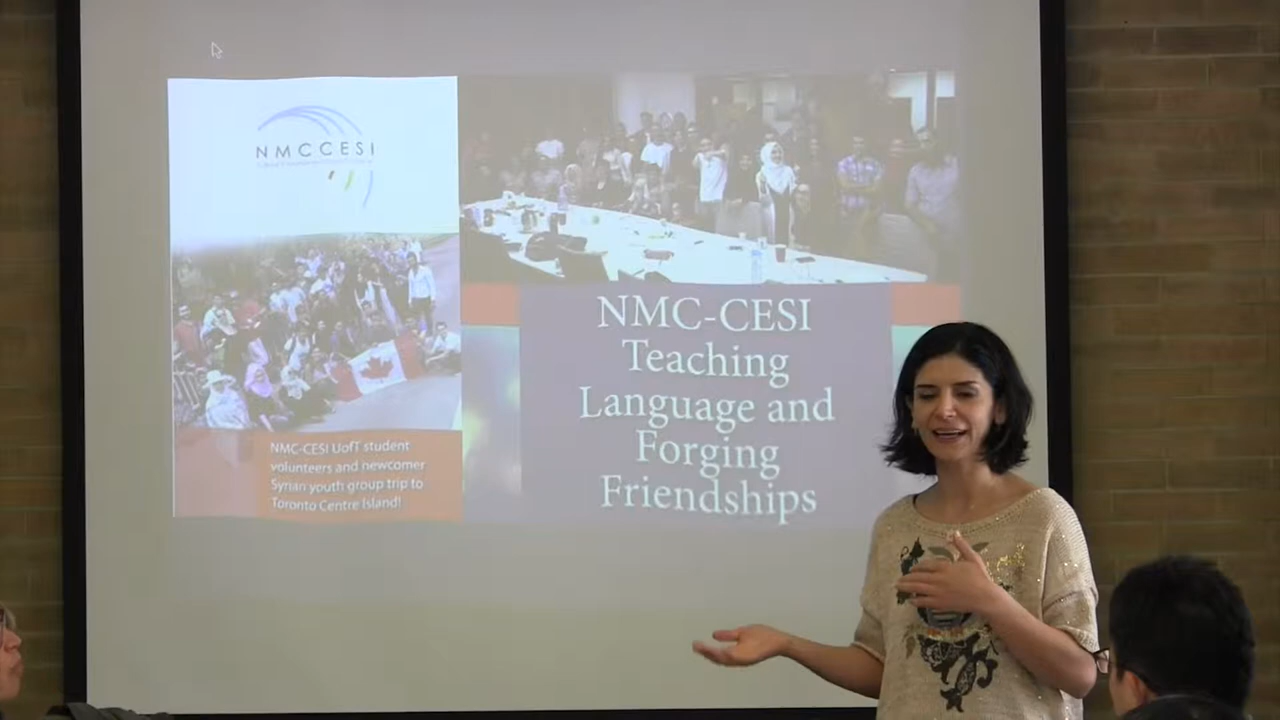 NMCCESI
NMC-CESI UofT student
volunteers and newcomer
Syrian youth group trip to
Toronto Centre Island!
NMC-CESI
Teaching
Language and
Forging
Friendships